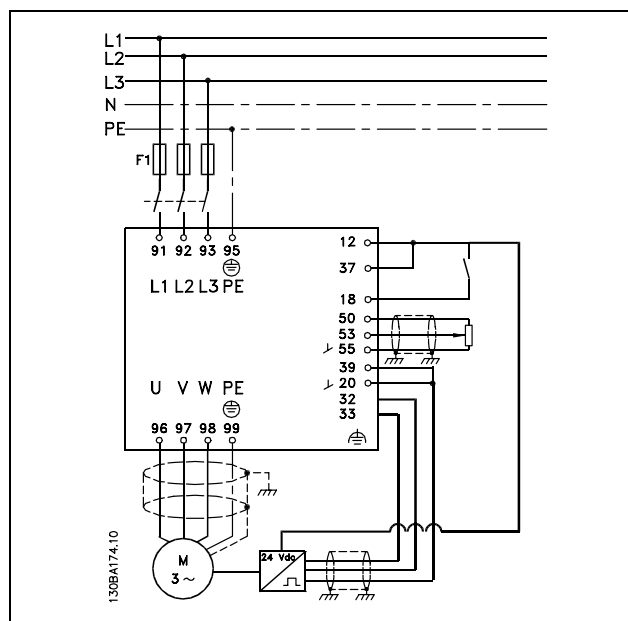 L1
L2
L3
N
PE
F1
91 92 93 95
L1 L2 L3 PE
12
37
18
50
53
55
39
20
32
33
U V W PE
96 97 98 99
M
3 ~
24 Vdc
130BA174.10